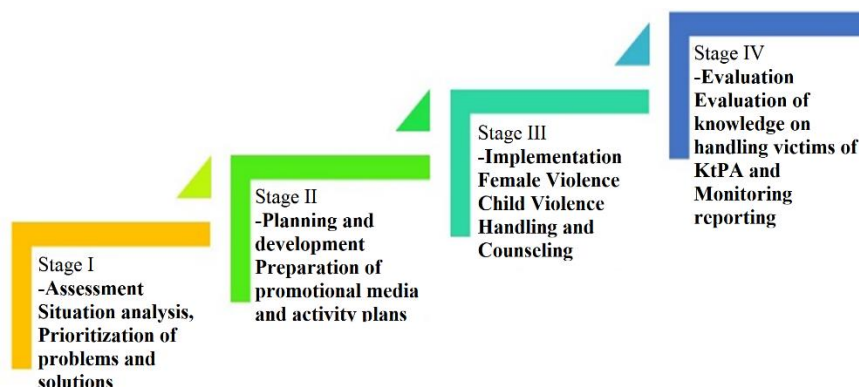 Stage I
-Assessment
Situation analysis,
Prioritization of
problems and
solutions
Stage II
-Planning and
development
Preparation of
promotional media
and activity plans
Stage III
-Implementation
Female Violence
Child Violence
Handling and
Counseling
Stage IV
-Evaluation
Evaluation of
knowledge on
handling victims of
KtPA and
Monitoring
reporting